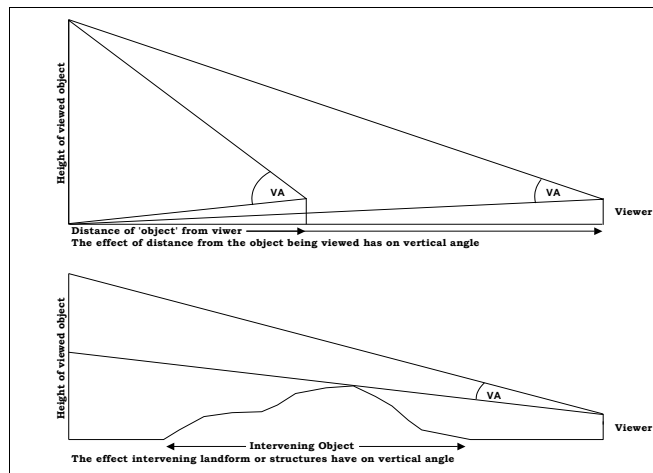 Height of viewed object
VA
VA
Viewer
Distance of 'object' from viwer
The effect of distance from the object being viewed has on vertical angle
Height of viewed object
VA
Viewer
Intervening Object
The effect intervening landform or structures have on vertical angle